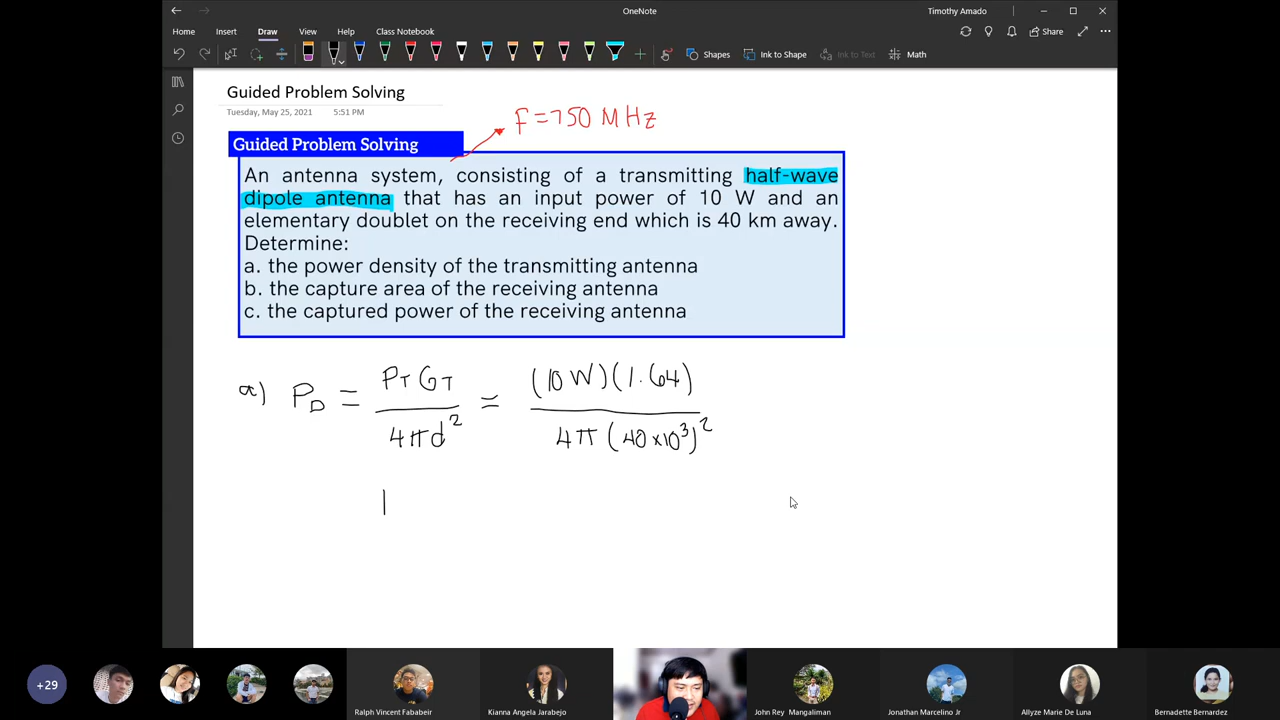 OneNote
Timothy Amado
Home Insert Draw View Help Class Notebook
Share
Shapes Ink to Shape Ink to Text Math
Guided Problem Solving
Tuesday, May 25, 2021 5:51 PM
F = 750 MHz
Guided Problem Solving
An antenna system, consisting of a transmitting half-wave
dipole antenna that has an input power of 10 W and an
elementary doublet on the receiving end which is 40 km away.
Determine:
a. the power density of the transmitting antenna
b. the capture area of the receiving antenna
c. the captured power of the receiving antenna
a) P_D = P_T G_T / 4πd² = (10 W)(1.64) / 4π(40×10³)²
+29
Ralph Vincent Fababeir
Kianna Angela Jarabejo
John Rey Mangaliman
Jonathan Marcelino Jr
Allyze Marie De Luna
Bernadette Bernardez